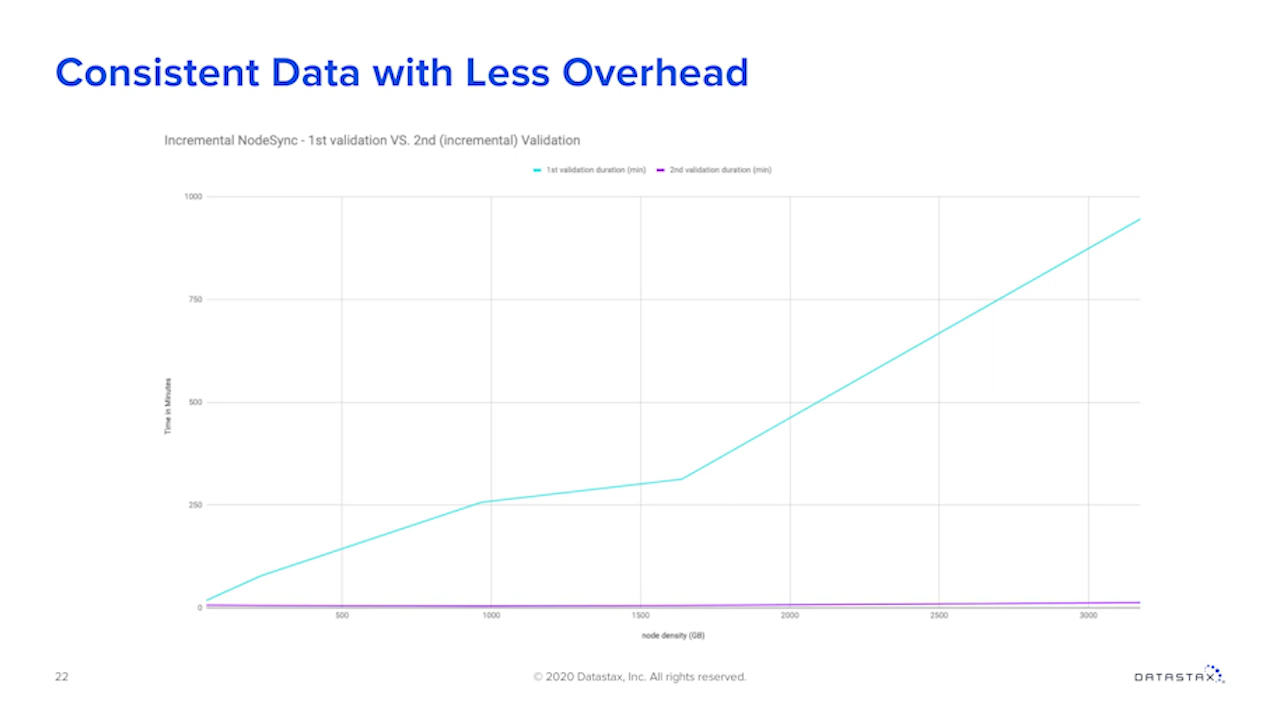 Consistent Data with Less Overhead
Incremental NodeSync - 1st validation VS. 2nd (incremental) Validation
1st validation duration (min) 2nd validation duration (min)
1000
750
500
250
0
Time in Minutes
500 1000 1500 2000 2500 3000
node density (GB)
22
© 2020 Datastax, Inc. All rights reserved.
DATASTAX